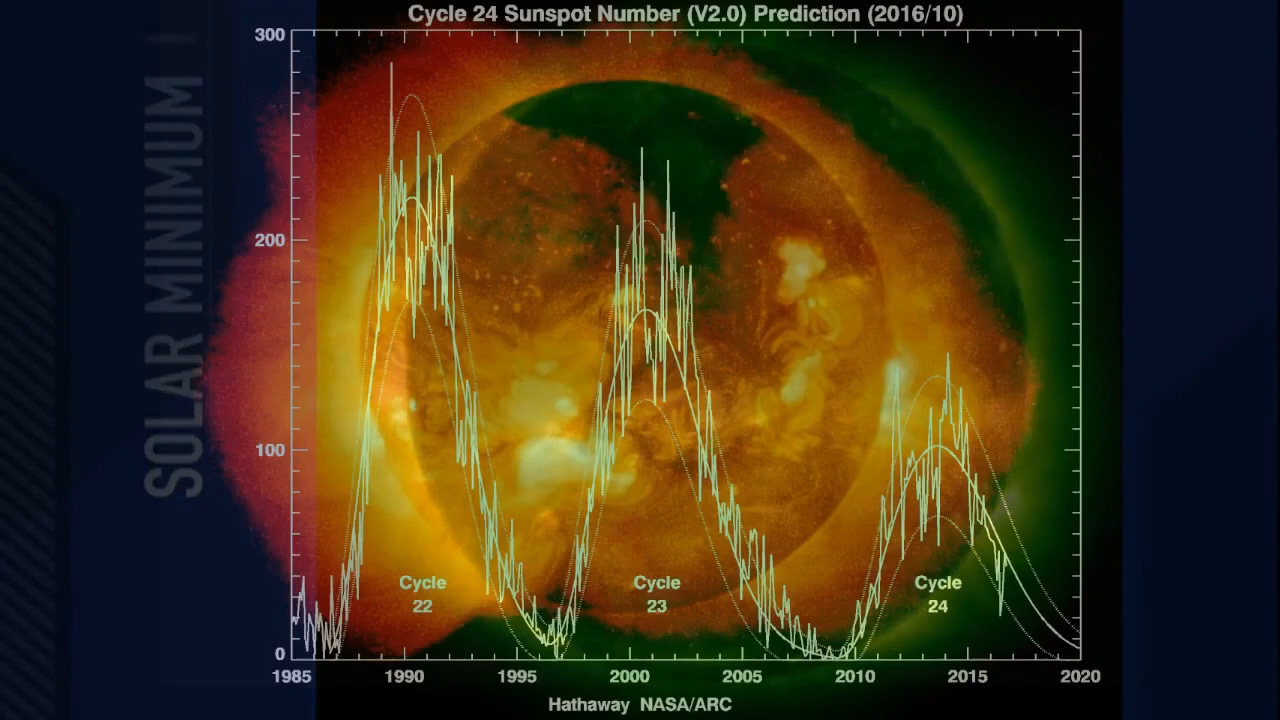 Cycle 24 Sunspot Number (V2.0) Prediction (2016/10)
SOLAR MINIMUM
300
200
100
0
Cycle
22
Cycle
23
Cycle
24
1985 1990 1995 2000 2005 2010 2015 2020
Hathaway NASA/ARC